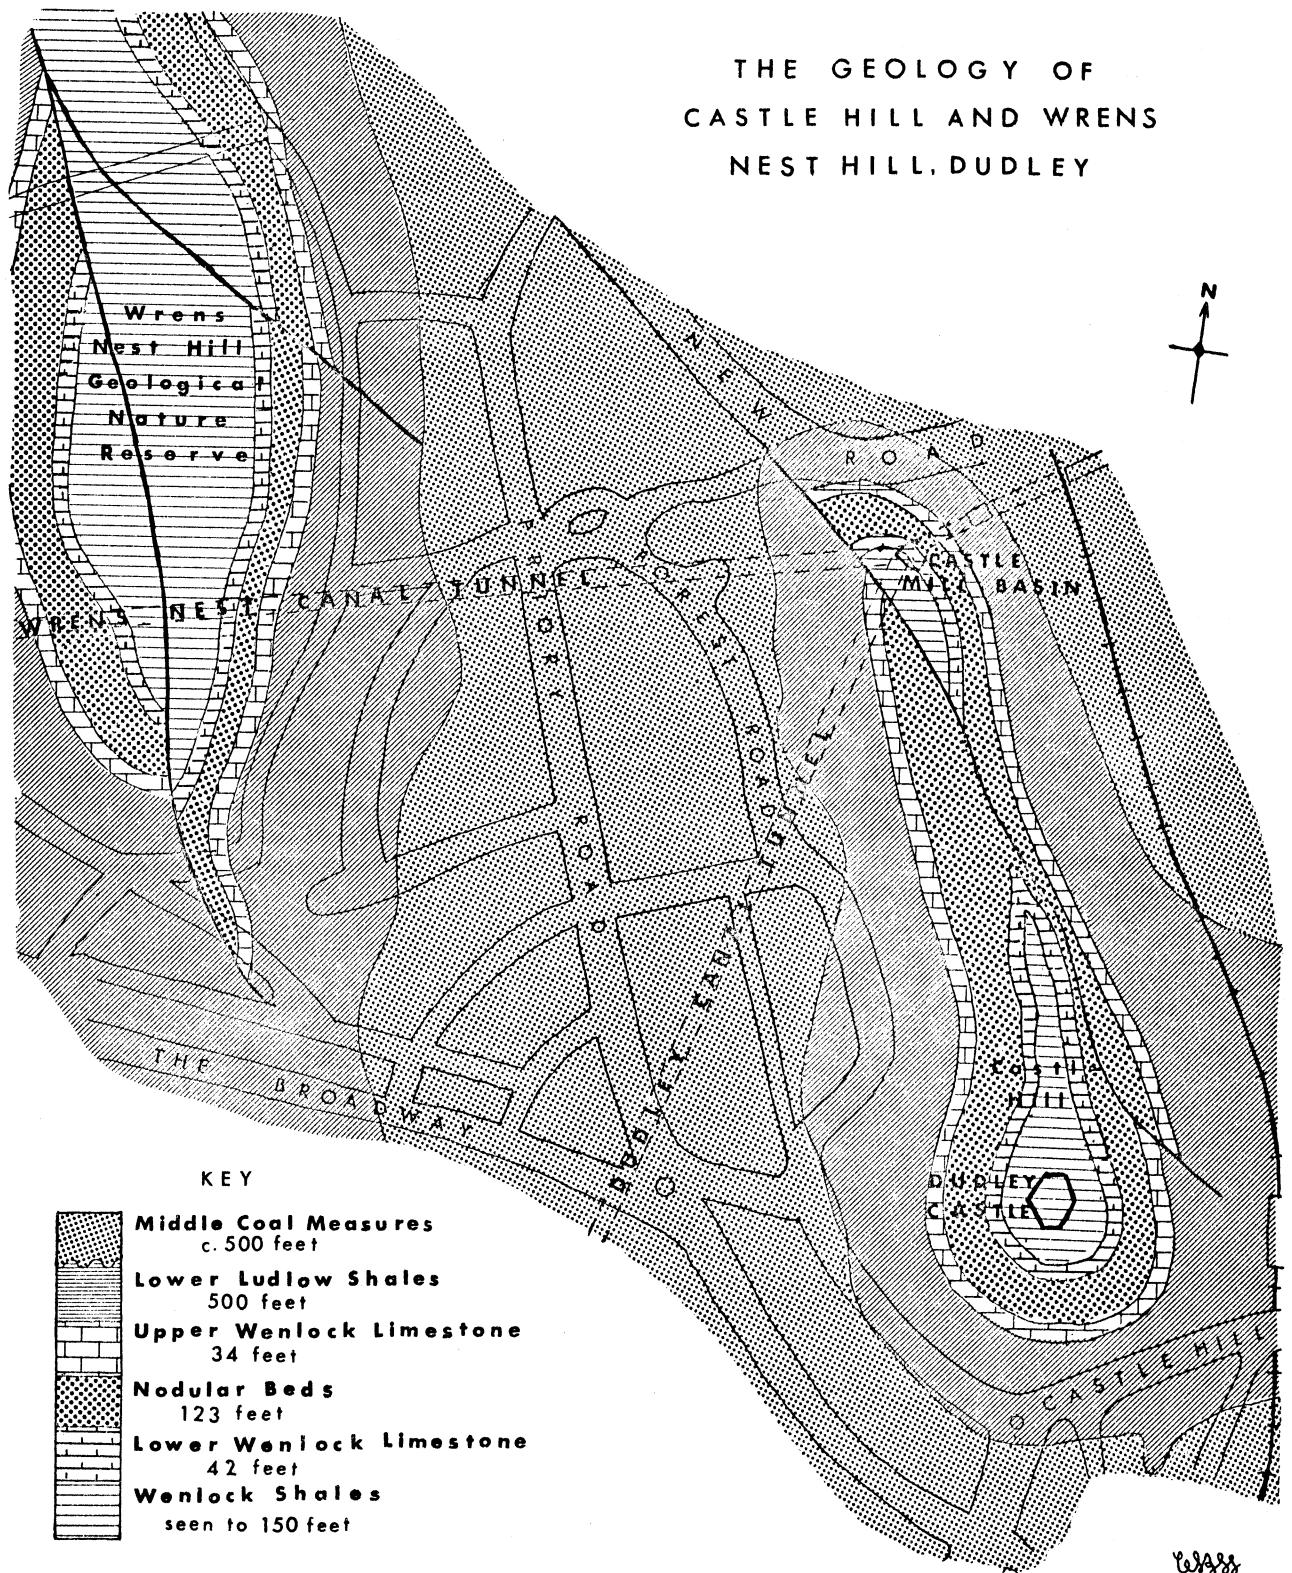 THE GEOLOGY OF
CASTLE HILL AND WRENS
NEST HILL, DUDLEY
N
Wrens
Nest Hill
Geological
Nature
Reserve
NEW ROAD
CASTLE
MILL BASIN
WRENS NEST CANAL TUNNEL
PRIORY ROAD
FOREST ROAD
DUDLEY CANAL TUNNEL
THE BROADWAY
Castle
Hill
DUDLEY
CASTLE
CASTLE HILL
KEY
Middle Coal Measures
c. 500 feet
Lower Ludlow Shales
500 feet
Upper Wenlock Limestone
34 feet
Nodular Beds
123 feet
Lower Wenlock Limestone
42 feet
Wenlock Shales
seen to 150 feet